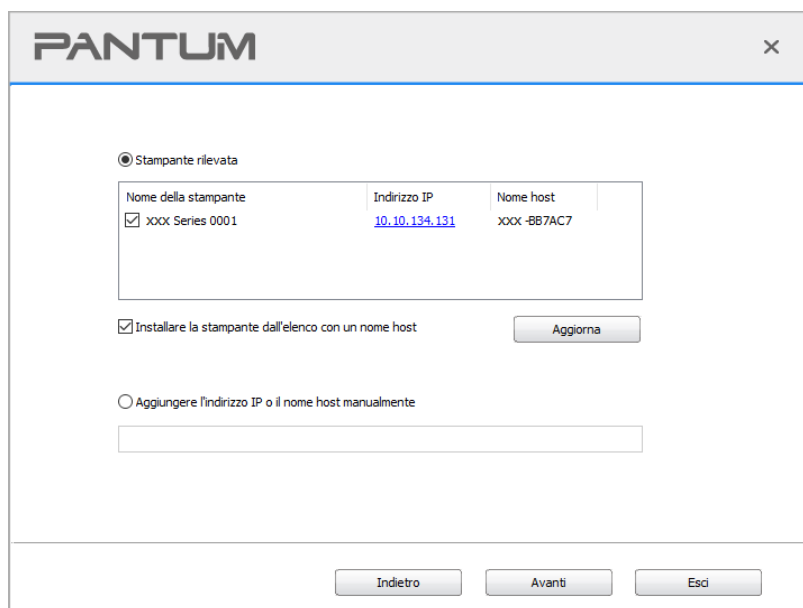 PANTUM
Stampante rilevata
Nome della stampante Indirizzo IP Nome host
XXX Series 0001 10.10.134.131 XXX -BB7AC7
Installare la stampante dall'elenco con un nome host
Aggiorna
Aggiungere l'indirizzo IP o il nome host manualmente
Indietro Avanti Esci